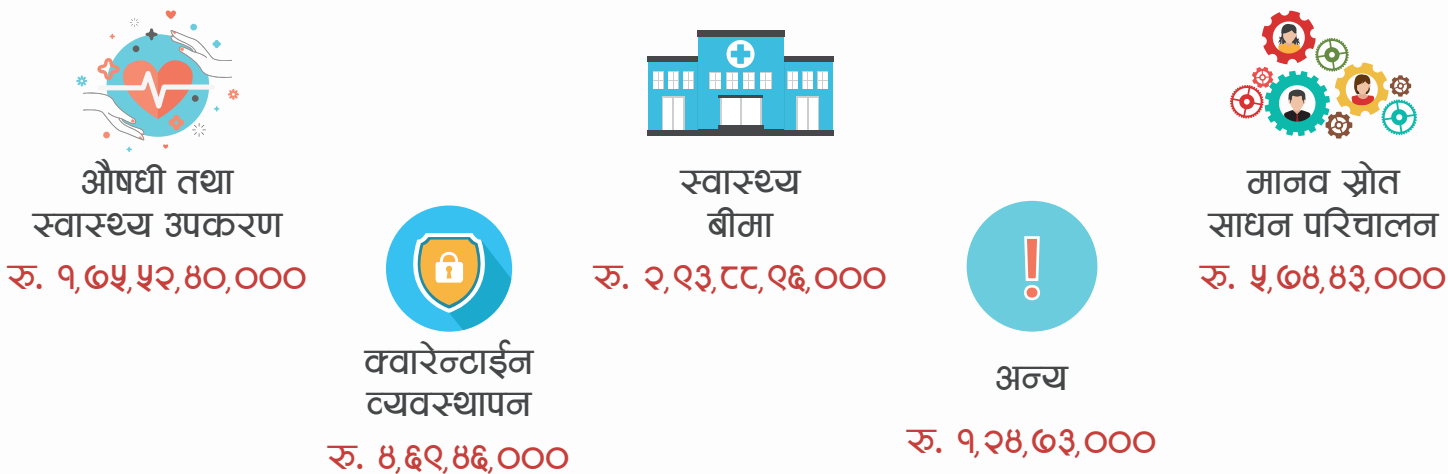 औषधी तथा
स्वास्थ्य उपकरण
रु. १,७५,५२,४०,०००
क्वारेन्टाईन
व्यवस्थापन
रु. ४,६९,४६,०००
स्वास्थ्य
बीमा
रु. २,९३,८८,९६,०००
अन्य
रु. १,२४,७३,०००
मानव स्रोत
साधन परिचालन
रु. ५,७४,४३,०००